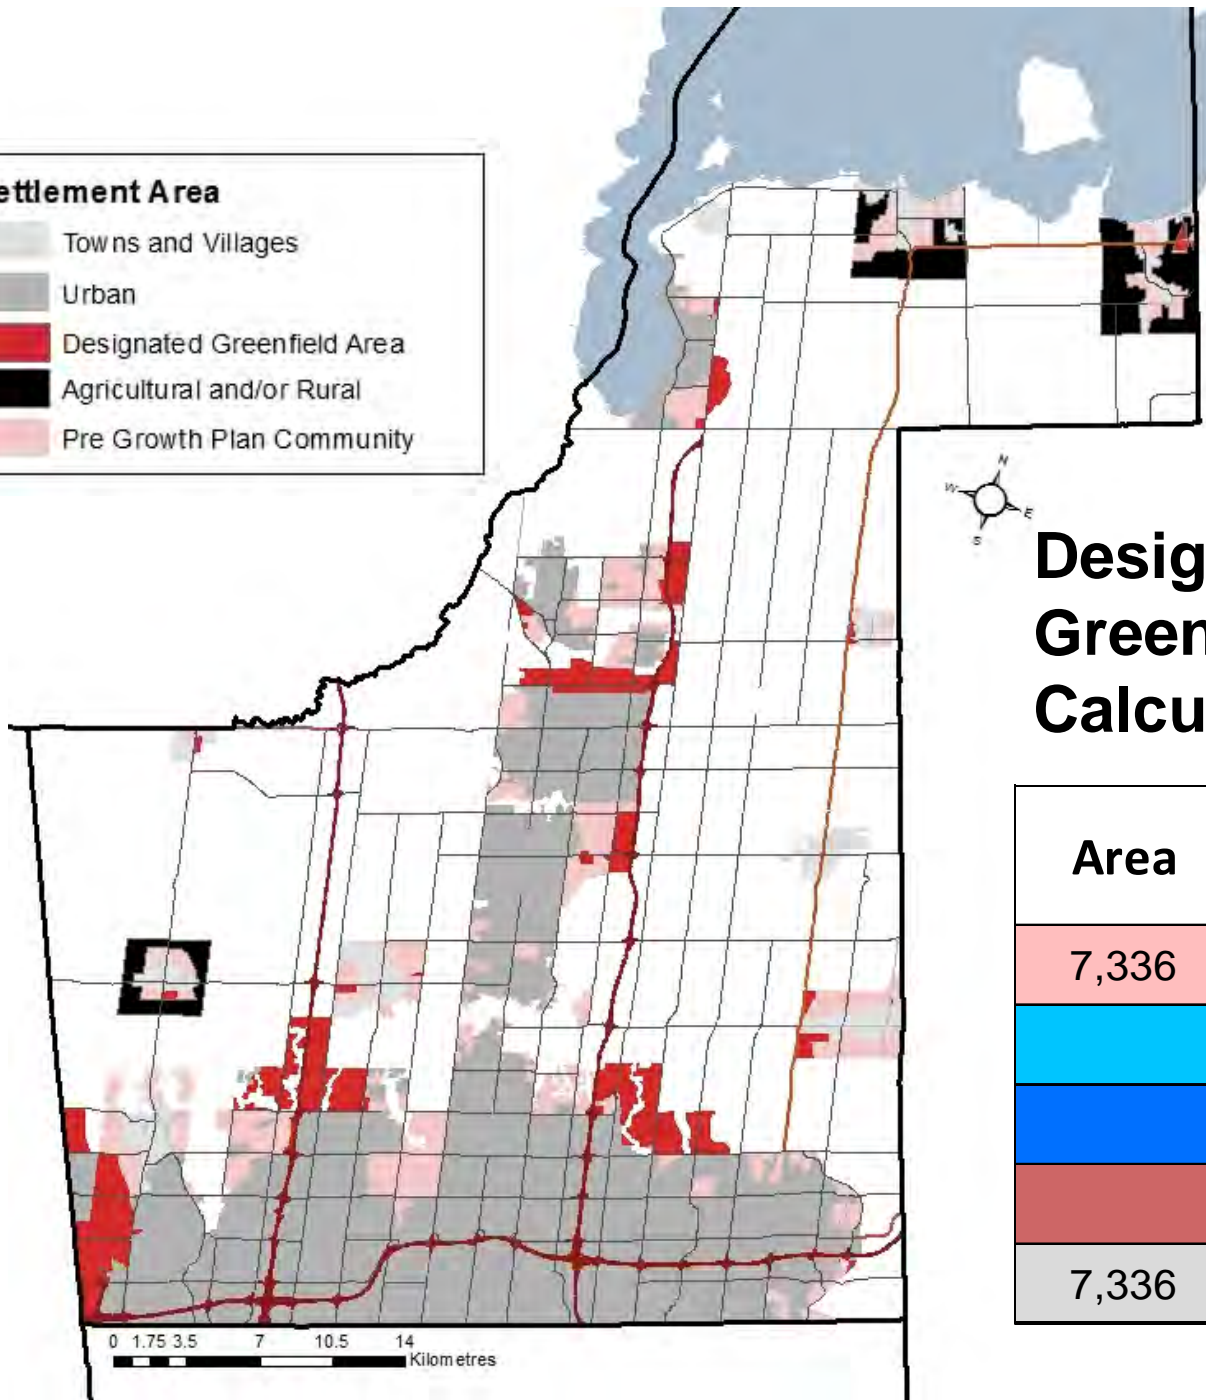 ettlement Area
Towns and Villages
Urban
Designated Greenfield Area
Agricultural and/or Rural
Pre Growth Plan Community
N
W
E
S
Desig
Green
Calcu
Area
7,336
7,336
0 1.75 3.5 7 10.5 14
Kilometres